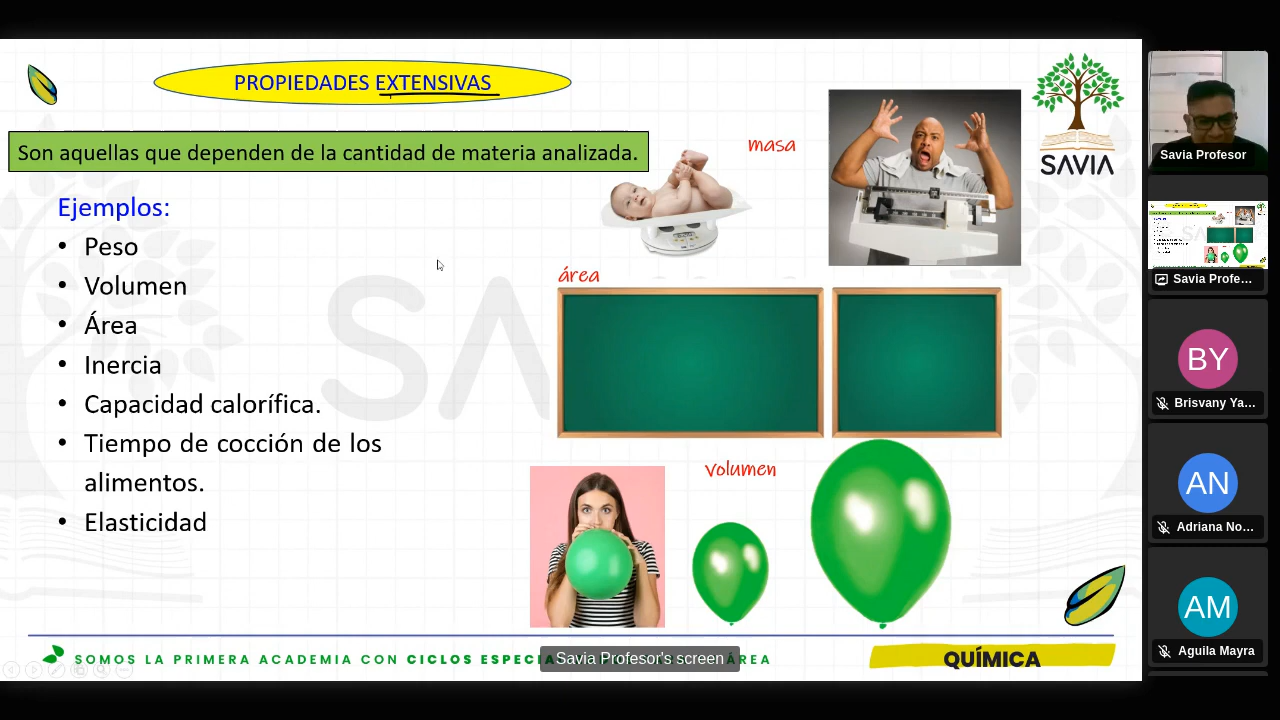 PROPIEDADES EXTENSIVAS
Son aquellas que dependen de la cantidad de materia analizada.
Ejemplos:
• Peso
• Volumen
• Área
• Inercia
• Capacidad calorífica.
• Tiempo de cocción de los
alimentos.
• Elasticidad
masa
área
volumen
SAVIA
SOMOS LA PRIMERA ACADEMIA CON CICLOS ESPECI
ÁREA
Savia Profesor's screen
QUÍMICA
Savia Profesor
Savia Profe...
BY
Brisvany Ya...
AN
Adriana No...
AM
Aguila Mayra